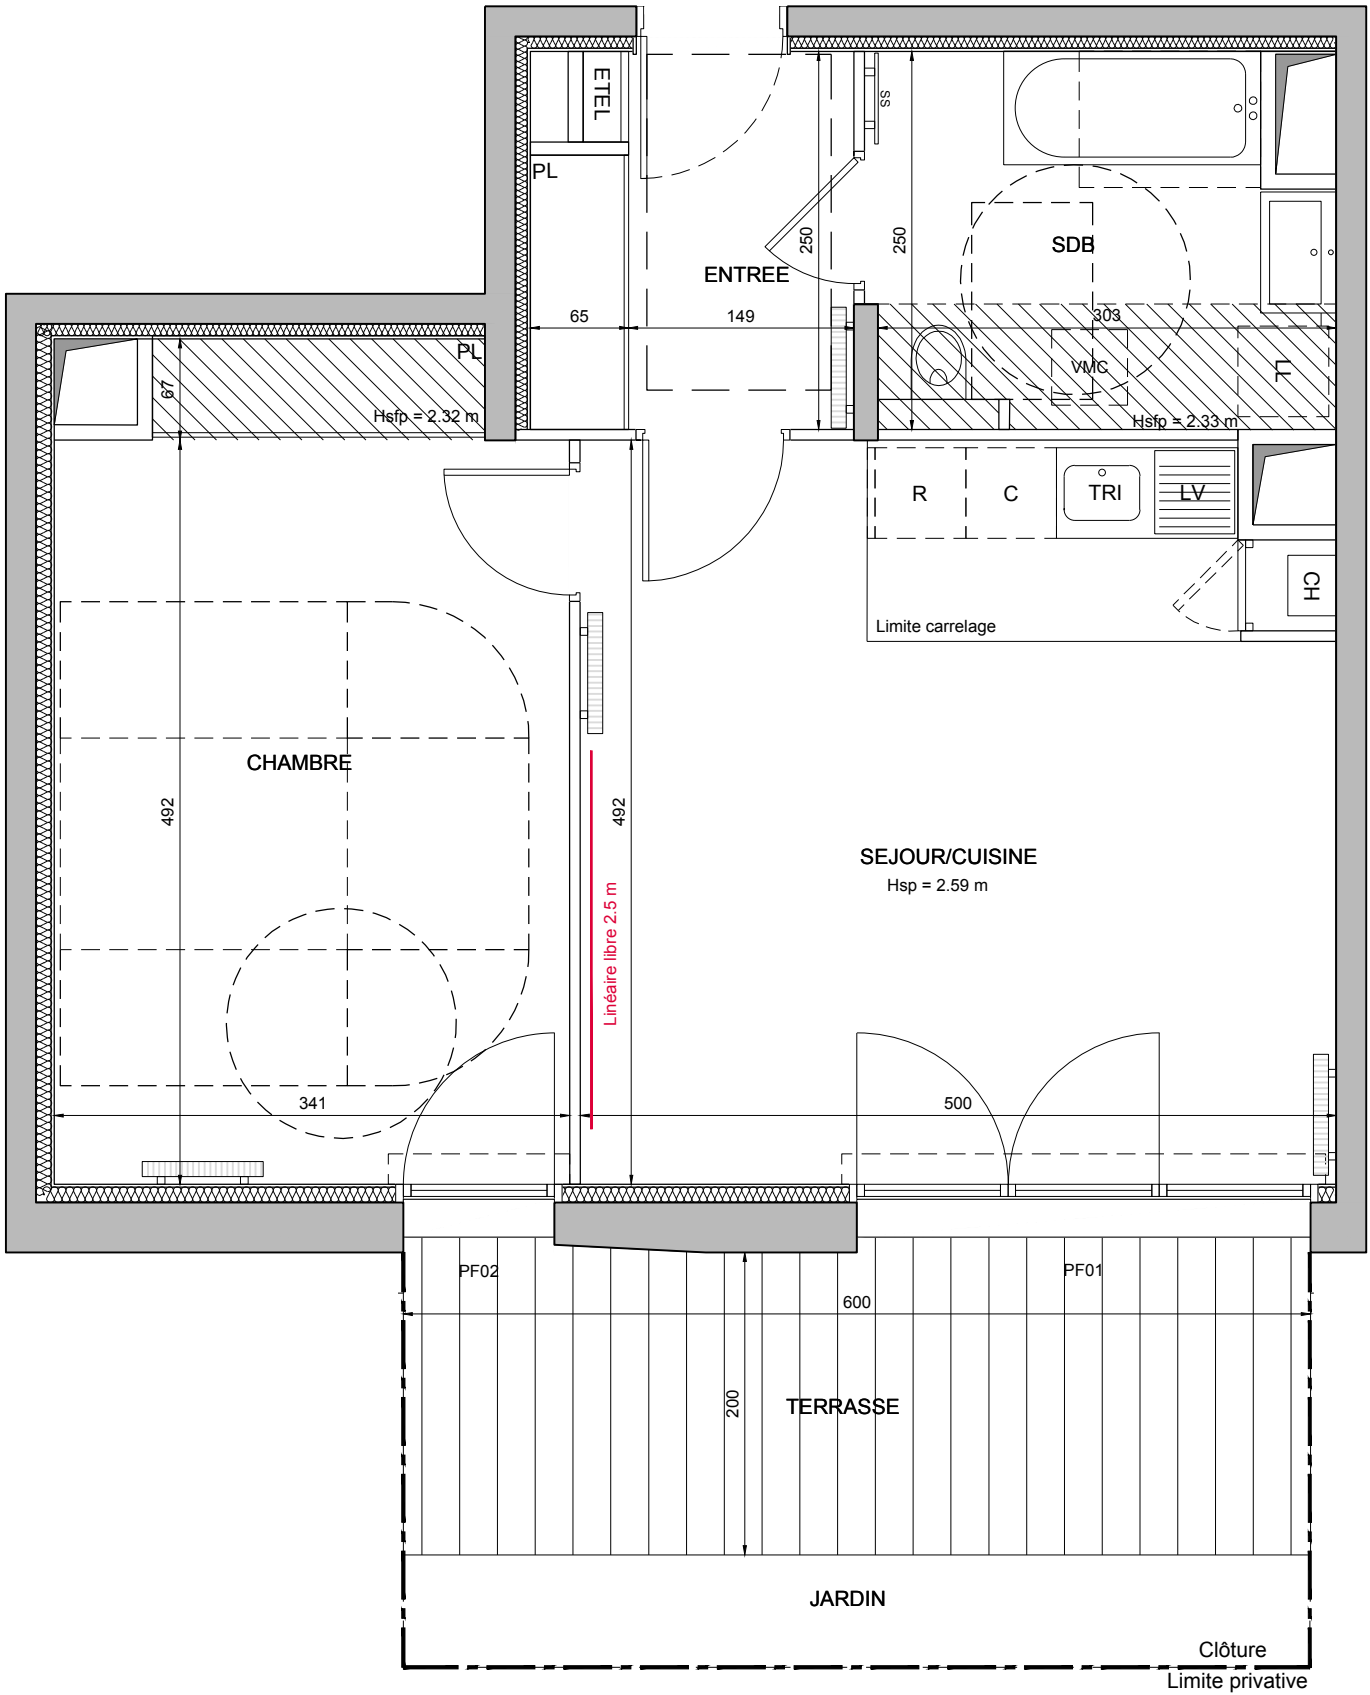 ETEL
SS
PL
250
250
SDB
ENTREE
65
149
303
PL
VMC
LL
67
Hsfp = 2.32 m
Hsfp = 2.33 m
R
C
TRI
LV
CH
Limite carrelage
CHAMBRE
492
492
SEJOUR/CUISINE
Hsp = 2.59 m
Linéaire libre 2.5 m
341
500
PF02
PF01
600
200
TERRASSE
JARDIN
Clôture
Limite privative